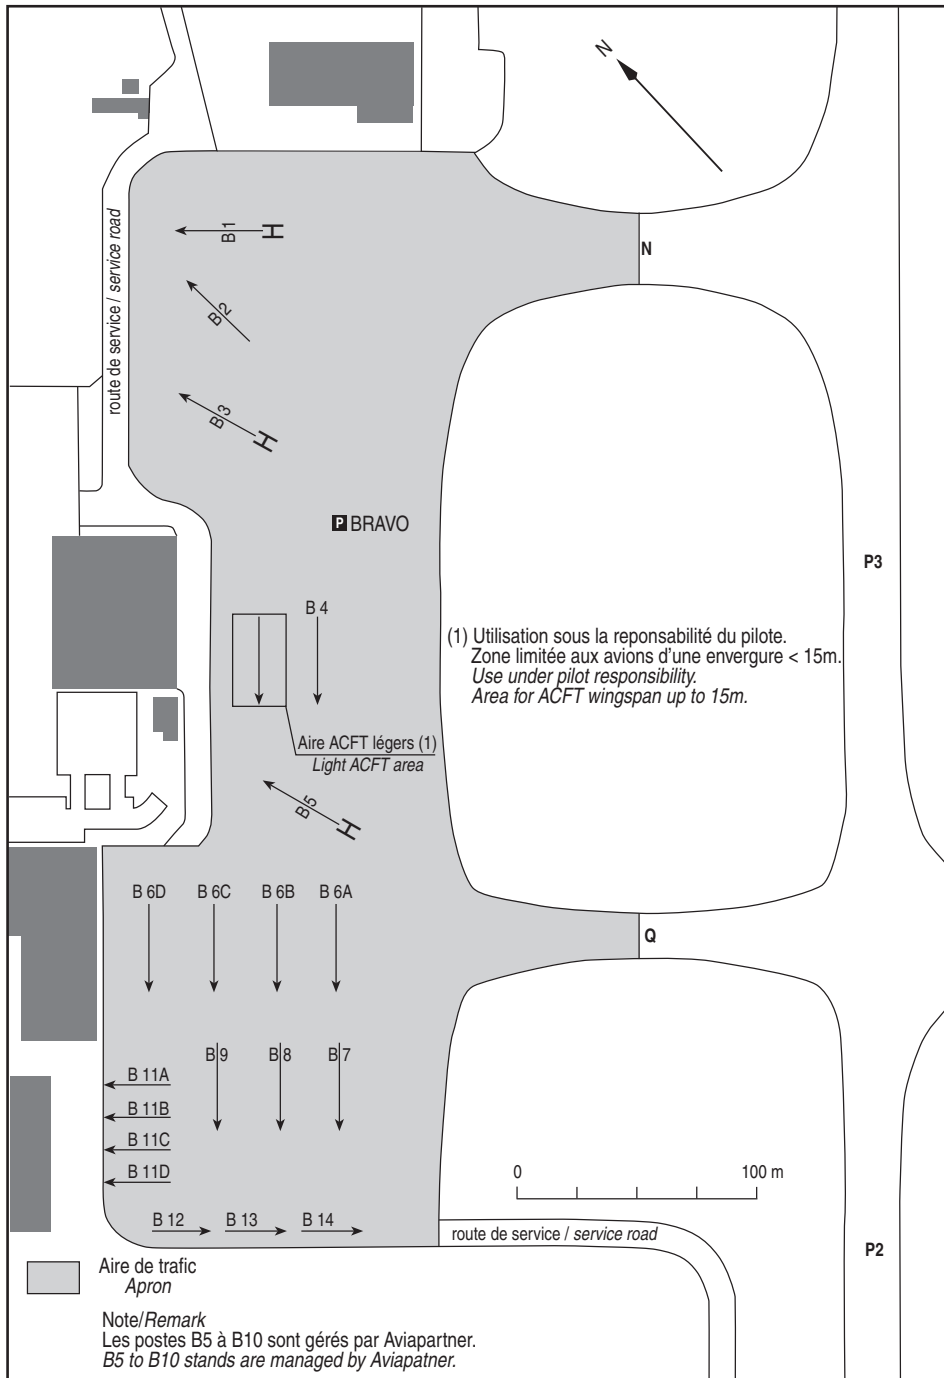 N
route de service / service road
B 1
H
N
B 2
B 3
H
P BRAVO
P3
B 4
(1) Utilisation sous la reponsabilité du pilote.
Zone limitée aux avions d'une envergure < 15m.
Use under pilot responsibility.
Area for ACFT wingspan up to 15m.
Aire ACFT légers (1)
Light ACFT area
B 5
H
B 6D
B 6C
B 6B
B 6A
Q
B 9
B 8
B 7
B 11A
B 11B
B 11C
B 11D
0
100 m
B 12
B 13
B 14
route de service / service road
P2
Aire de trafic
Apron
Note/Remark
Les postes B5 à B10 sont gérés par Aviapartner.
B5 to B10 stands are managed by Aviapatner.